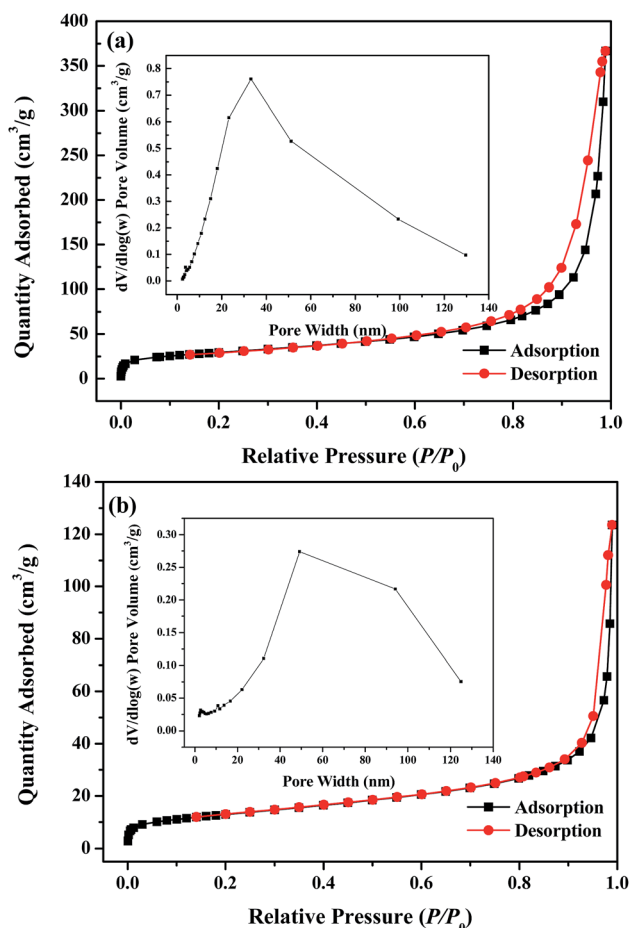 (a)
Quantity Adsorbed (cm³/g )
400
350
300
250
200
150
100
50
0
0.0 0.2 0.4 0.6 0.8 1.0
Relative Pressure (P/P₀)
dV/dlog(w) Pore Volume (cm³/g)
0.8
0.7
0.6
0.5
0.4
0.3
0.2
0.1
0.0
0 20 40 60 80 100 120 140
Pore Width (nm)
Adsorption
Desorption
(b)
Quantity Adsorbed (cm³/g )
140
120
100
80
60
40
20
0
0.0 0.2 0.4 0.6 0.8 1.0
Relative Pressure (P/P₀)
dV/dlog(w) Pore Volume (cm³/g)
0.30
0.25
0.20
0.15
0.10
0.05
0.00
0 20 40 60 80 100 120 140
Pore Width (nm)
Adsorption
Desorption